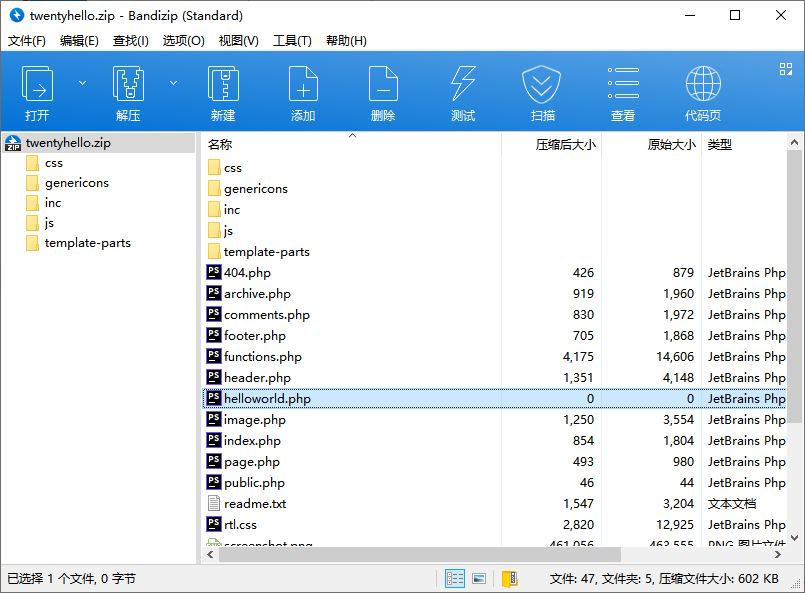 twentyhello.zip - Bandizip (Standard)
文件(F) 编辑(E) 查找(I) 选项(O) 视图(V) 工具(T) 帮助(H)
打开 解压 新建 添加 删除 测试 扫描 查看 代码页
twentyhello.zip
css
genericons
inc
js
template-parts
名称 压缩后大小 原始大小 类型
css
genericons
inc
js
template-parts
404.php 426 879 JetBrains Php
archive.php 919 1,960 JetBrains Php
comments.php 830 1,972 JetBrains Php
footer.php 705 1,868 JetBrains Php
functions.php 4,175 14,606 JetBrains Php
header.php 1,351 4,148 JetBrains Php
helloworld.php 0 0 JetBrains Php
image.php 1,250 3,554 JetBrains Php
index.php 854 1,804 JetBrains Php
page.php 493 980 JetBrains Php
public.php 46 44 JetBrains Php
readme.txt 1,547 3,204 文本文档
rtl.css 2,820 12,925 JetBrains Php
screenshot.png 461,056 463,555 PNG 图片文件
已选择 1 个文件, 0 字节
文件: 47, 文件夹: 5, 压缩文件大小: 602 KB